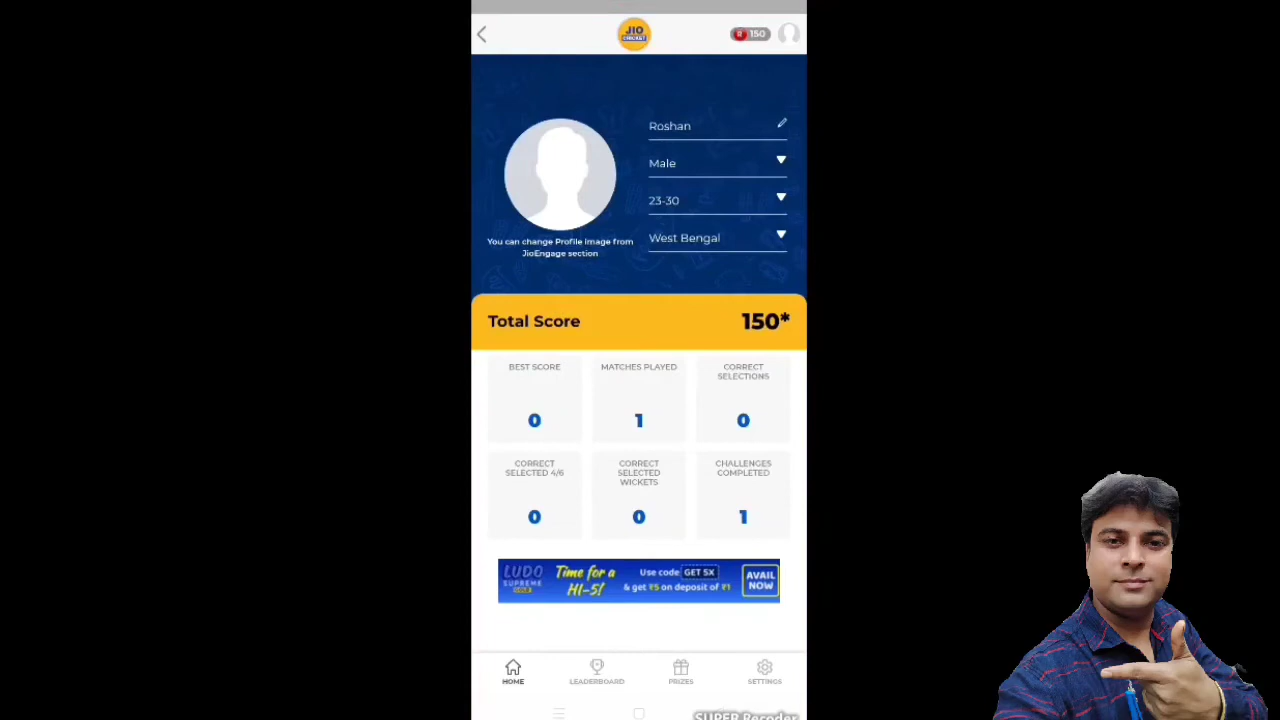 JIO
CRICKET
150
Roshan
Male
23-30
West Bengal
You can change Profile image from
JioEngage section
Total Score 150*
BEST SCORE
0
MATCHES PLAYED
1
CORRECT
SELECTIONS
0
CORRECT
SELECTED 4/6
0
CORRECT
SELECTED
WICKETS
0
CHALLENGES
COMPLETED
1
LUDO
SUPREME
GOLD
Time for a
HI-5!
Use code GET 5X
& get ₹5 on deposit of ₹1
AVAIL
NOW
HOME
LEADERBOARD
PRIZES
SETTINGS
SUPER Recorder